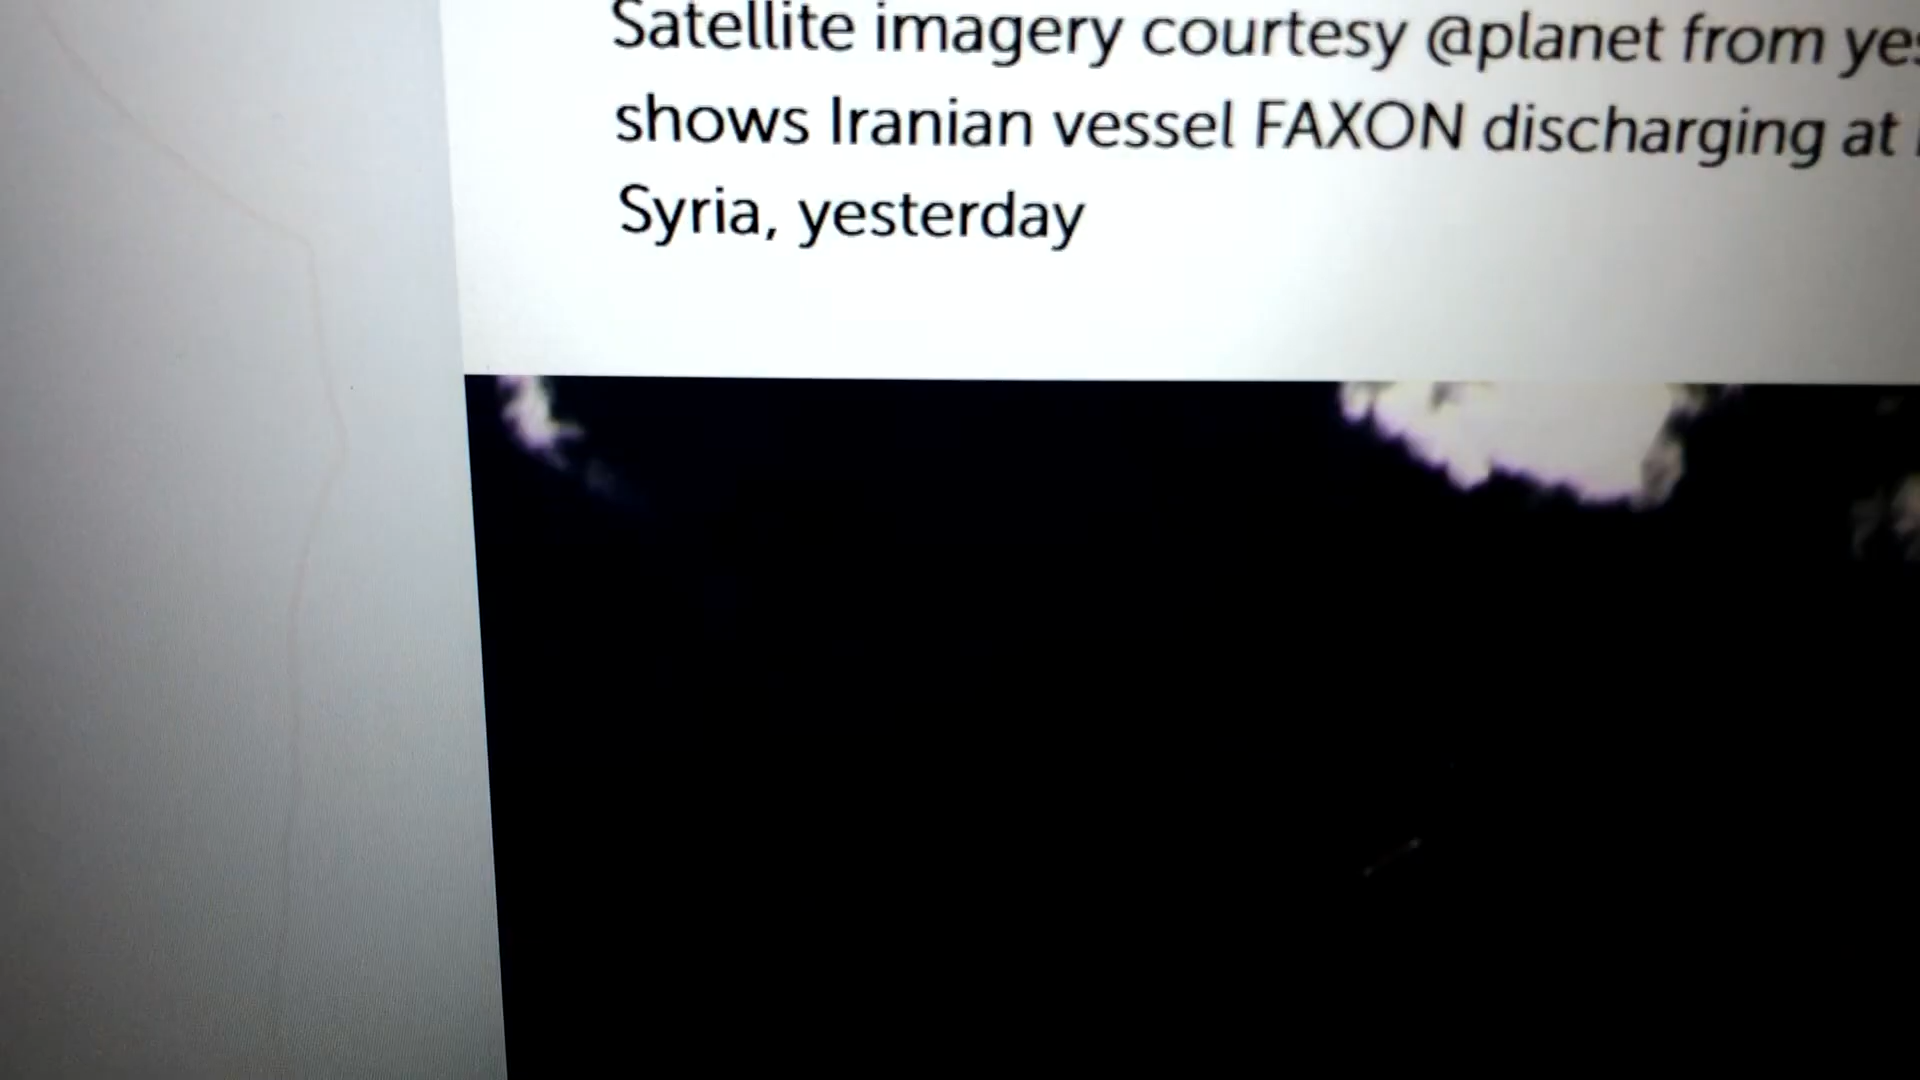 Satellite imagery courtesy @planet from
shows Iranian vessel FAXON discharging at
Syria, yesterday